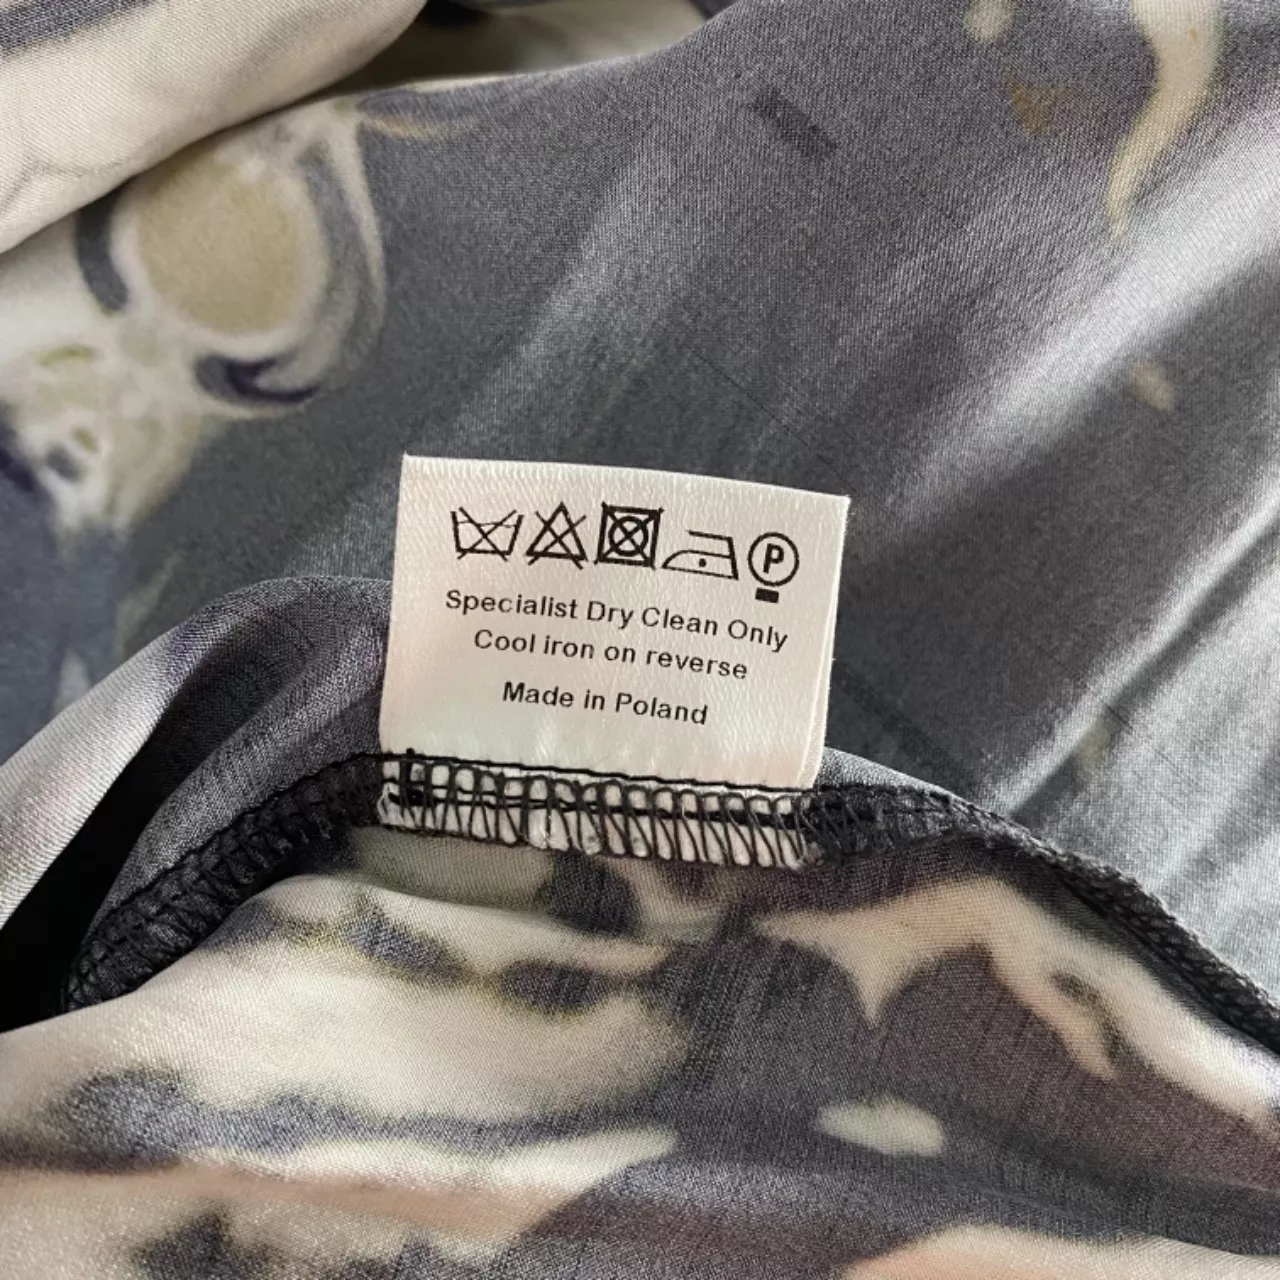 P
Specialist Dry Clean Only
Cool iron on reverse
Made in Poland